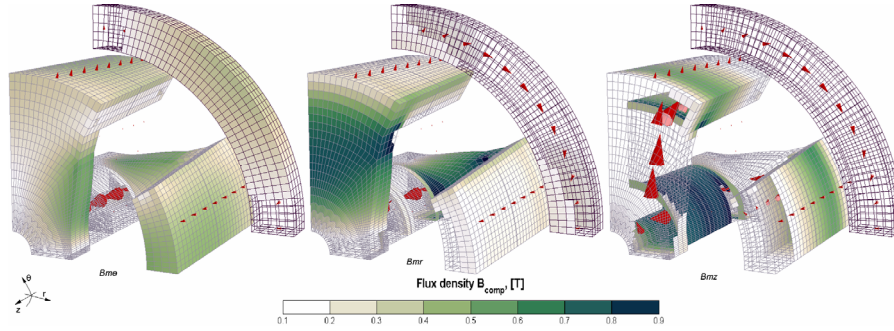 Bmө
Bmr
Bmz
θ
r
z
Flux density B_comp, [T]
0.1 0.2 0.3 0.4 0.5 0.6 0.7 0.8 0.9